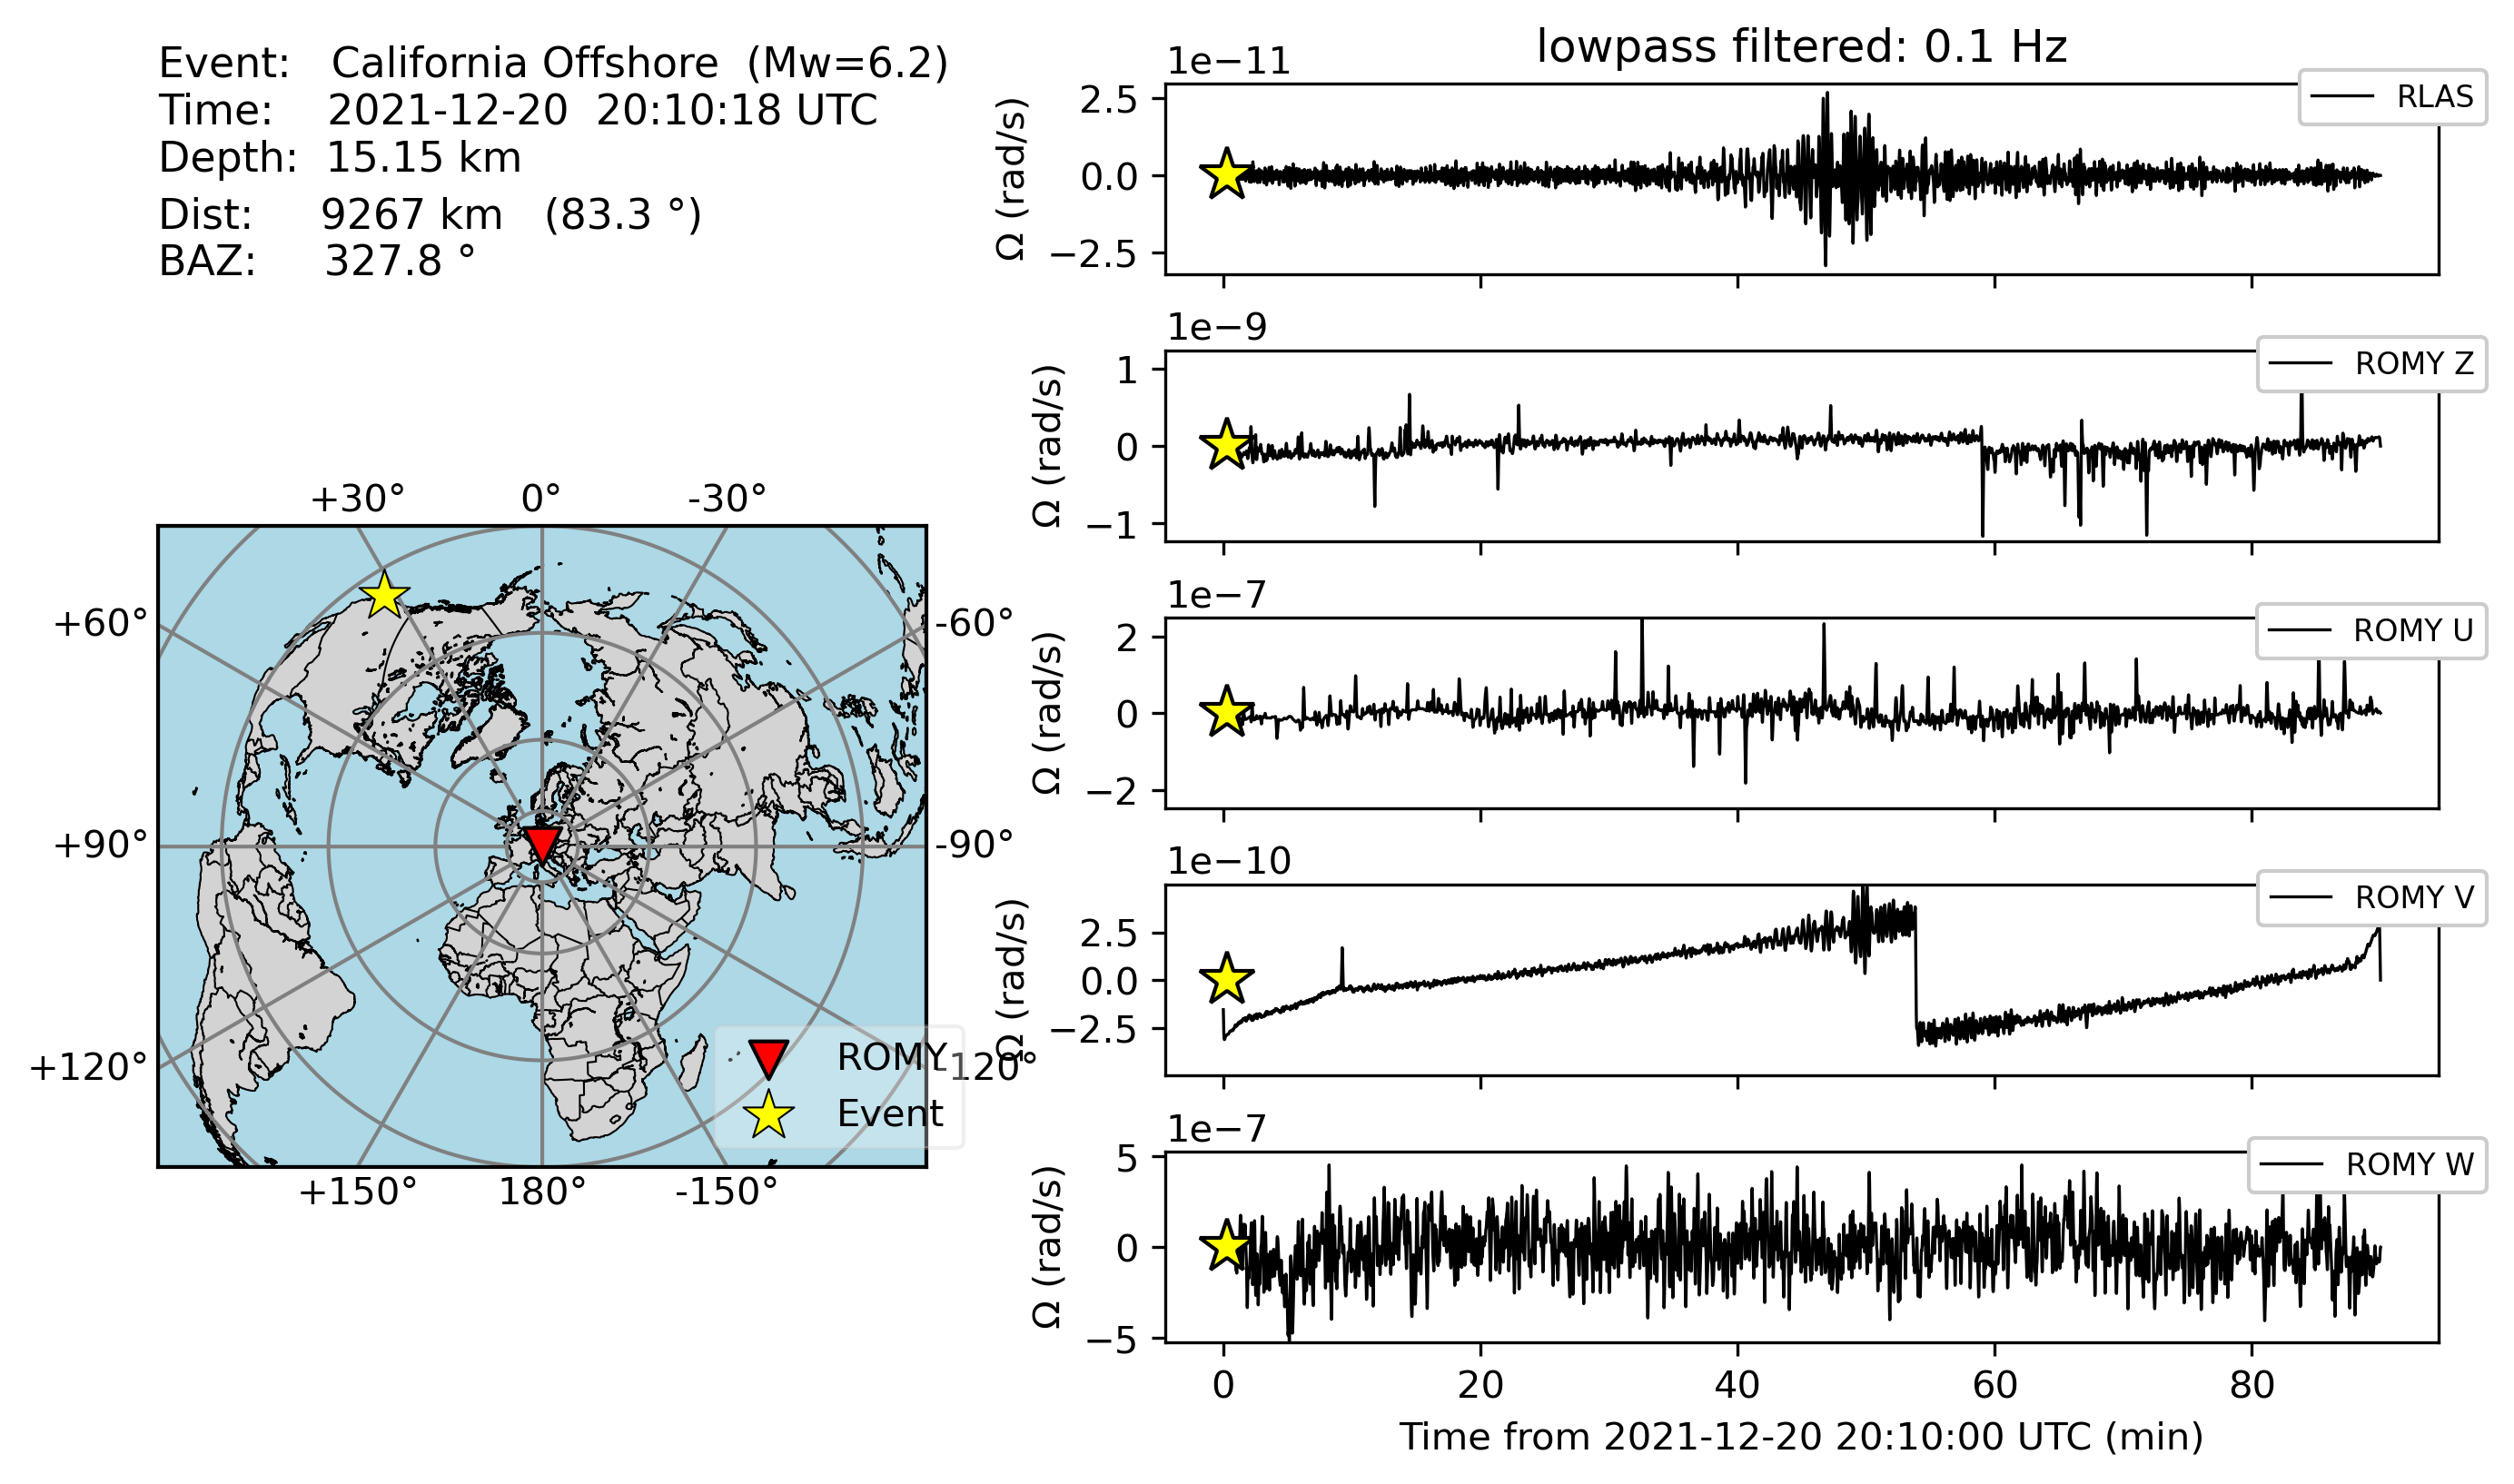 Event: California Offshore (Mw=6.2)
Time: 2021-12-20 20:10:18 UTC
Depth: 15.15 km
Dist: 9267 km (83.3 °)
BAZ: 327.8 °
+30° 0° -30°
+60° -60°
+90° -90°
+120° -120°
+150° 180° -150°
ROMY
Event
lowpass filtered: 0.1 Hz
1e−11
2.5
0.0
−2.5
Ω (rad/s)
RLAS
1e−9
1
0
−1
Ω (rad/s)
ROMY Z
1e−7
2
0
−2
Ω (rad/s)
ROMY U
1e−10
2.5
0.0
−2.5
Ω (rad/s)
ROMY V
1e−7
5
0
−5
Ω (rad/s)
ROMY W
0 20 40 60 80
Time from 2021-12-20 20:10:00 UTC (min)